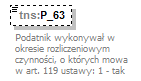 tns:P_63
Podatnik wykonywał w
okresie rozliczeniowym
czynności, o których mowa
w art. 119 ustawy: 1 - tak